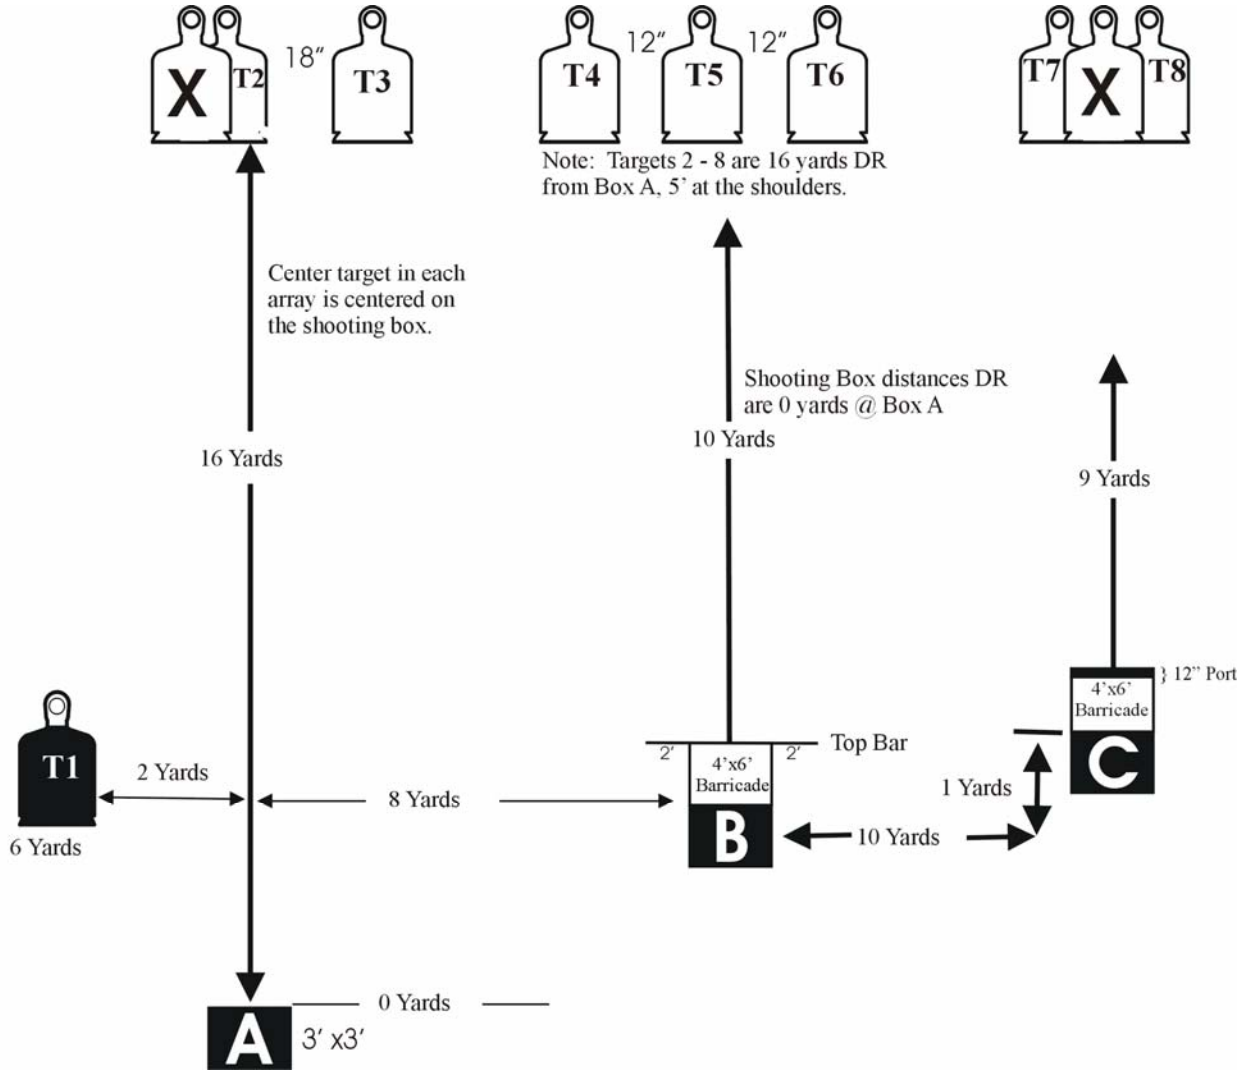 X T2 18" T3 T4 12" T5 12" T6 T7 X T8
Note: Targets 2 - 8 are 16 yards DR
from Box A, 5' at the shoulders.
Center target in each
array is centered on
the shooting box.
Shooting Box distances DR
are 0 yards @ Box A
16 Yards
10 Yards
9 Yards
} 12" Port
4'x6'
Barricade
C
T1
6 Yards
2 Yards
8 Yards
2'
2'
Top Bar
4'x6'
Barricade
B
1 Yards
10 Yards
0 Yards
A
3' x3'